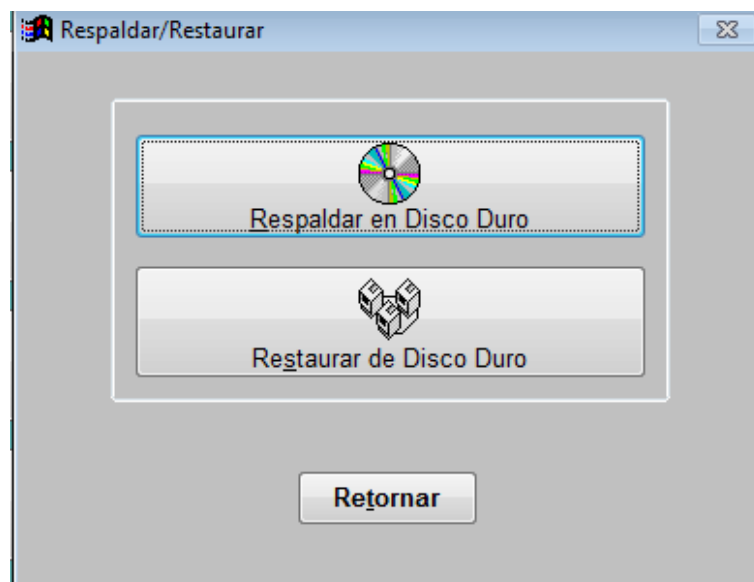 Respaldar/Restaurar
Respaldar en Disco Duro
Restaurar de Disco Duro
Retornar